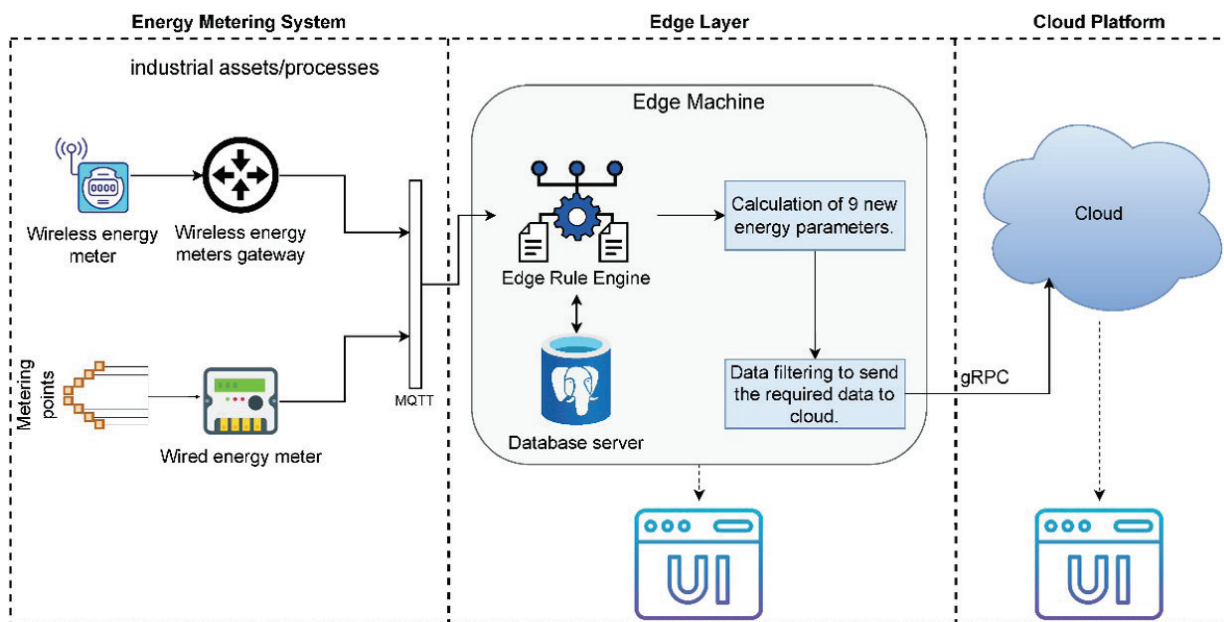 Energy Metering System
Edge Layer
Cloud Platform
industrial assets/processes
Edge Machine
0000
Wireless energy
meter
Wireless energy
meters gateway
Metering
points
Wired energy meter
MQTT
Edge Rule Engine
Database server
Calculation of 9 new
energy parameters.
Data filtering to send
the required data to
cloud.
gRPC
Cloud
UI
UI